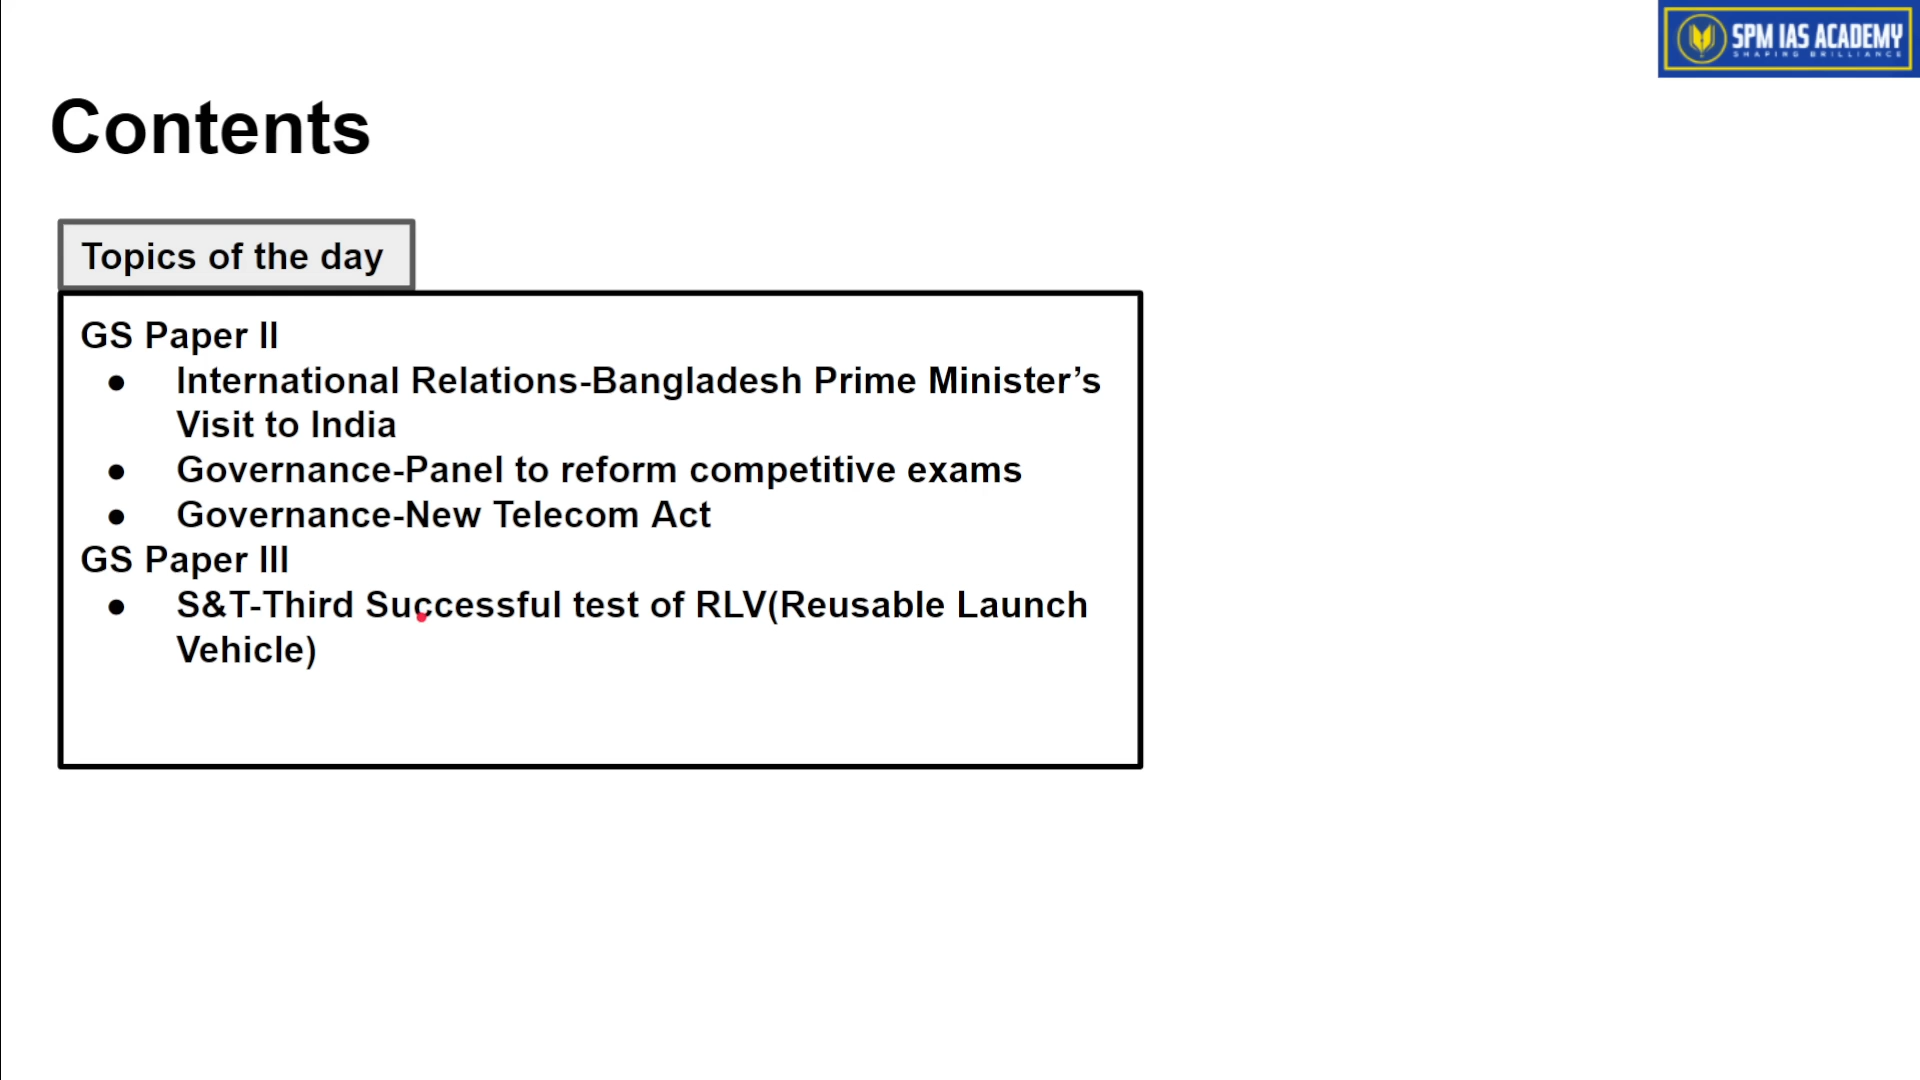 SPM IAS ACADEMY
SHAPING BRILLIANCE
Contents
Topics of the day
GS Paper II
● International Relations-Bangladesh Prime Minister’s
Visit to India
● Governance-Panel to reform competitive exams
● Governance-New Telecom Act
GS Paper III
● S&T-Third Successful test of RLV(Reusable Launch
Vehicle)